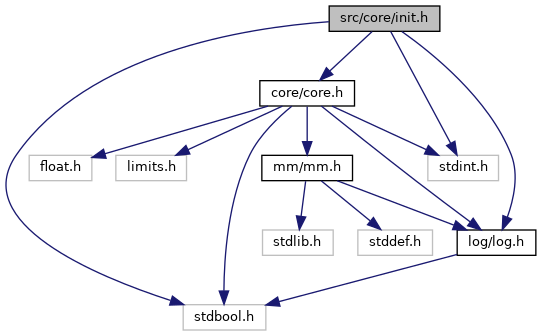 src/core/init.h
core/core.h
float.h
limits.h
mm/mm.h
stdint.h
stdlib.h
stddef.h
log/log.h
stdbool.h